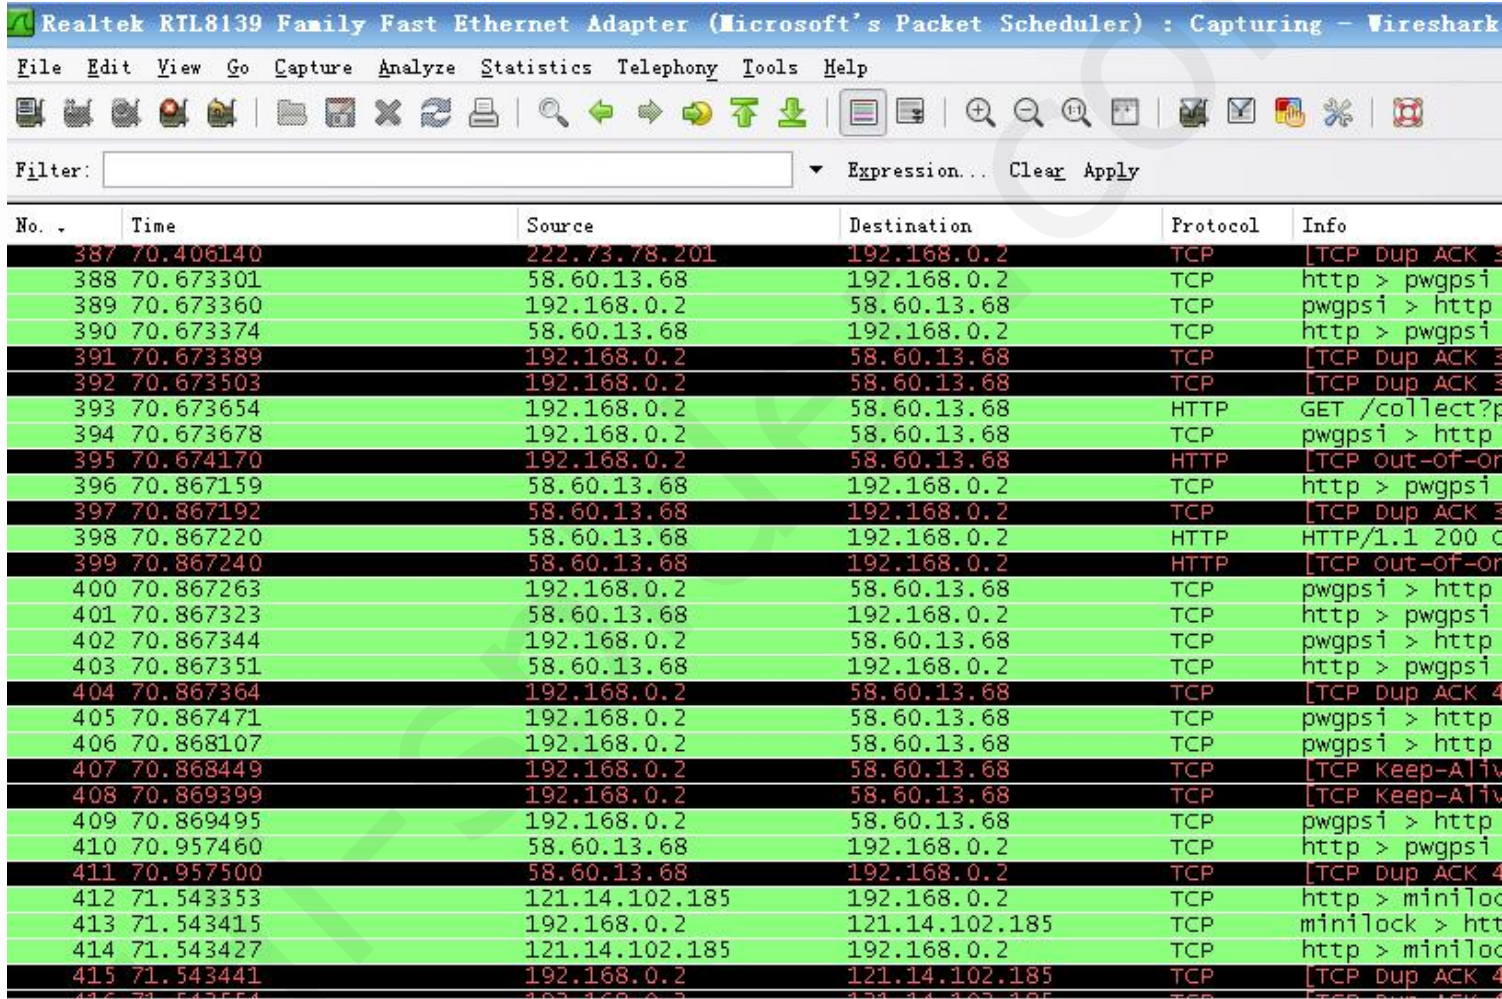 Realtek RTL8139 Family Fast Ethernet Adapter (Microsoft's Packet Scheduler) : Capturing - Wireshark
File Edit View Go Capture Analyze Statistics Telephony Tools Help
Filter: Expression... Clear Apply
No. Time Source Destination Protocol Info
387 70.406140 222.73.78.201 192.168.0.2 TCP [TCP Dup ACK 3
388 70.673301 58.60.13.68 192.168.0.2 TCP http > pwgpsi
389 70.673360 192.168.0.2 58.60.13.68 TCP pwgpsi > http
390 70.673374 58.60.13.68 192.168.0.2 TCP http > pwgpsi
391 70.673389 192.168.0.2 58.60.13.68 TCP [TCP Dup ACK 3
392 70.673503 192.168.0.2 58.60.13.68 TCP [TCP Dup ACK 3
393 70.673654 192.168.0.2 58.60.13.68 HTTP GET /collect?p
394 70.673678 192.168.0.2 58.60.13.68 TCP pwgpsi > http
395 70.674170 192.168.0.2 58.60.13.68 HTTP [TCP Out-Of-Or
396 70.867159 58.60.13.68 192.168.0.2 TCP http > pwgpsi
397 70.867192 58.60.13.68 192.168.0.2 TCP [TCP Dup ACK 3
398 70.867220 58.60.13.68 192.168.0.2 HTTP HTTP/1.1 200 O
399 70.867240 58.60.13.68 192.168.0.2 HTTP [TCP Out-Of-Or
400 70.867263 192.168.0.2 58.60.13.68 TCP pwgpsi > http
401 70.867323 58.60.13.68 192.168.0.2 TCP http > pwgpsi
402 70.867344 192.168.0.2 58.60.13.68 TCP pwgpsi > http
403 70.867351 58.60.13.68 192.168.0.2 TCP http > pwgpsi
404 70.867364 192.168.0.2 58.60.13.68 TCP [TCP Dup ACK 4
405 70.867471 192.168.0.2 58.60.13.68 TCP pwgpsi > http
406 70.868107 192.168.0.2 58.60.13.68 TCP pwgpsi > http
407 70.868449 192.168.0.2 58.60.13.68 TCP [TCP Keep-Aliv
408 70.869399 192.168.0.2 58.60.13.68 TCP [TCP Keep-Aliv
409 70.869495 192.168.0.2 58.60.13.68 TCP pwgpsi > http
410 70.957460 58.60.13.68 192.168.0.2 TCP http > pwgpsi
411 70.957500 58.60.13.68 192.168.0.2 TCP [TCP Dup ACK 4
412 71.543353 121.14.102.185 192.168.0.2 TCP http > miniloc
413 71.543415 192.168.0.2 121.14.102.185 TCP minilock > htt
414 71.543427 121.14.102.185 192.168.0.2 TCP http > miniloc
415 71.543441 192.168.0.2 121.14.102.185 TCP [TCP Dup ACK 4